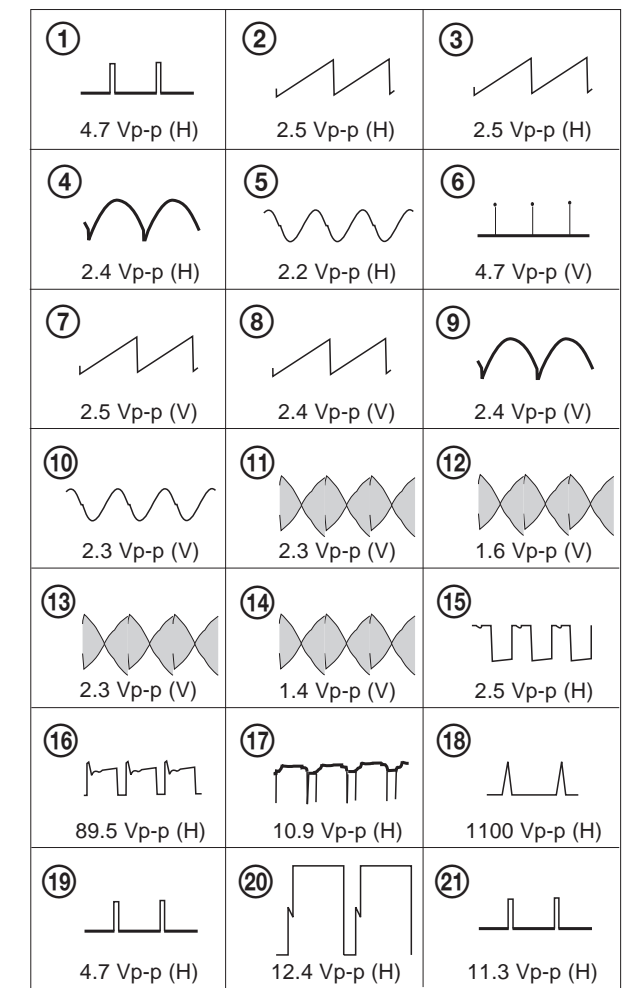 ① ② ③
4.7 Vp-p (H) 2.5 Vp-p (H) 2.5 Vp-p (H)
④ ⑤ ⑥
2.4 Vp-p (H) 2.2 Vp-p (H) 4.7 Vp-p (V)
⑦ ⑧ ⑨
2.5 Vp-p (V) 2.4 Vp-p (V) 2.4 Vp-p (V)
⑩ ⑪ ⑫
2.3 Vp-p (V) 2.3 Vp-p (V) 1.6 Vp-p (V)
⑬ ⑭ ⑮
2.3 Vp-p (V) 1.4 Vp-p (V) 2.5 Vp-p (H)
⑯ ⑰ ⑱
89.5 Vp-p (H) 10.9 Vp-p (H) 1100 Vp-p (H)
⑲ ⑳ ㉑
4.7 Vp-p (H) 12.4 Vp-p (H) 11.3 Vp-p (H)